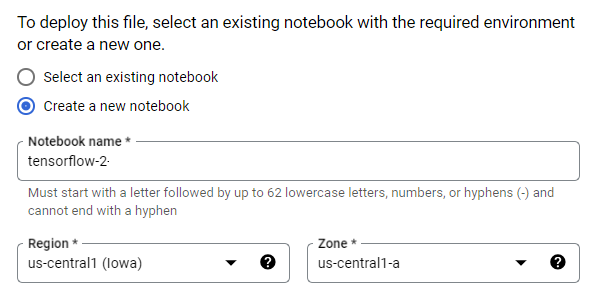 To deploy this file, select an existing notebook with the required environment
or create a new one.
Select an existing notebook
Create a new notebook
Notebook name *
tensorflow-2-
Must start with a letter followed by up to 62 lowercase letters, numbers, or hyphens (-) and
cannot end with a hyphen
Region * Zone *
us-central1 (Iowa) us-central1-a